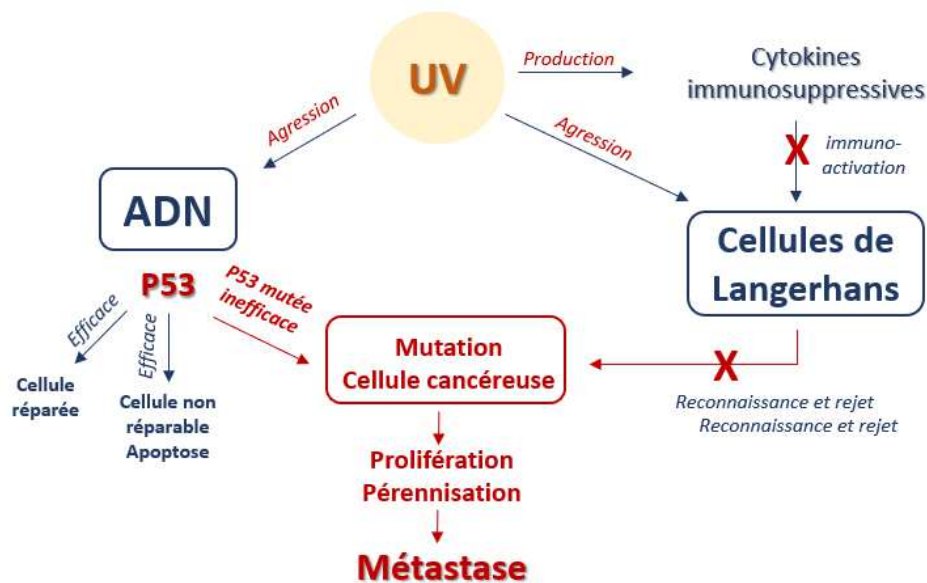 UV
Production
Cytokines
immunosuppressives
Agression
Agression
immuno-
activation
X
ADN
Cellules de
Langerhans
P53
P53 mutée
inefficace
Efficace
Efficace
Mutation
Cellule cancéreuse
X
Cellule
réparée
Cellule non
réparable
Apoptose
Reconnaissance et rejet
Reconnaissance et rejet
Prolifération
Pérennisation
Métastase